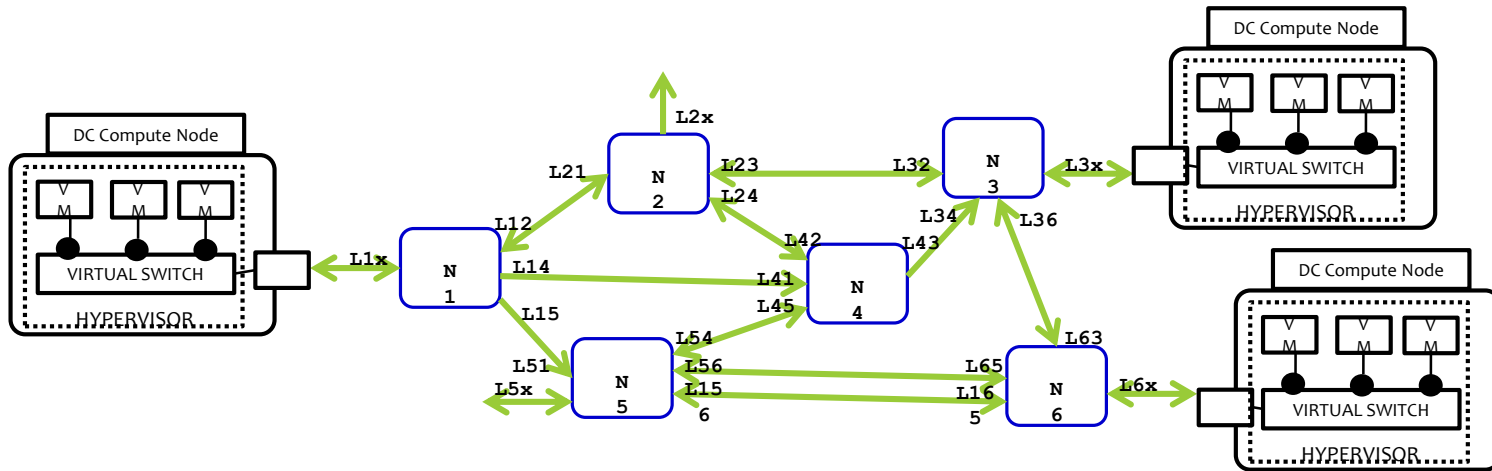 DC Compute Node
V
M
V
M
V
M
VIRTUAL SWITCH
HYPERVISOR
DC Compute Node
V
M
V
M
V
M
VIRTUAL SWITCH
HYPERVISOR
DC Compute Node
V
M
V
M
V
M
VIRTUAL SWITCH
HYPERVISOR
L1x
N
1
L12
L14
L15
L2x
L21
N
2
L23
L24
L32
N
3
L3x
L34
L36
L42
L41
L45
N
4
L43
L51
L5x
N
5
L54
L56
L15
6
L63
L65
L16
5
N
6
L6x